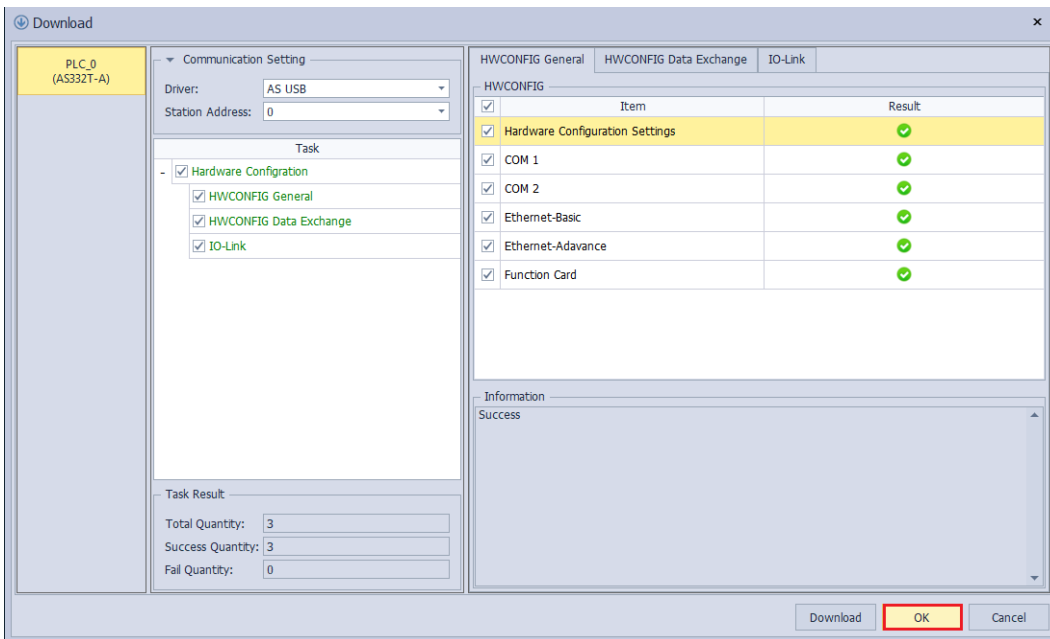 Download
PLC_0
(AS332T-A)
Communication Setting
Driver: AS USB
Station Address: 0
Task
- Hardware Configration
HWCONFIG General
HWCONFIG Data Exchange
IO-Link
Task Result
Total Quantity: 3
Success Quantity: 3
Fail Quantity: 0
HWCONFIG General HWCONFIG Data Exchange IO-Link
HWCONFIG
Item Result
Hardware Configuration Settings
COM 1
COM 2
Ethernet-Basic
Ethernet-Adavance
Function Card
Information
Success
Download OK Cancel